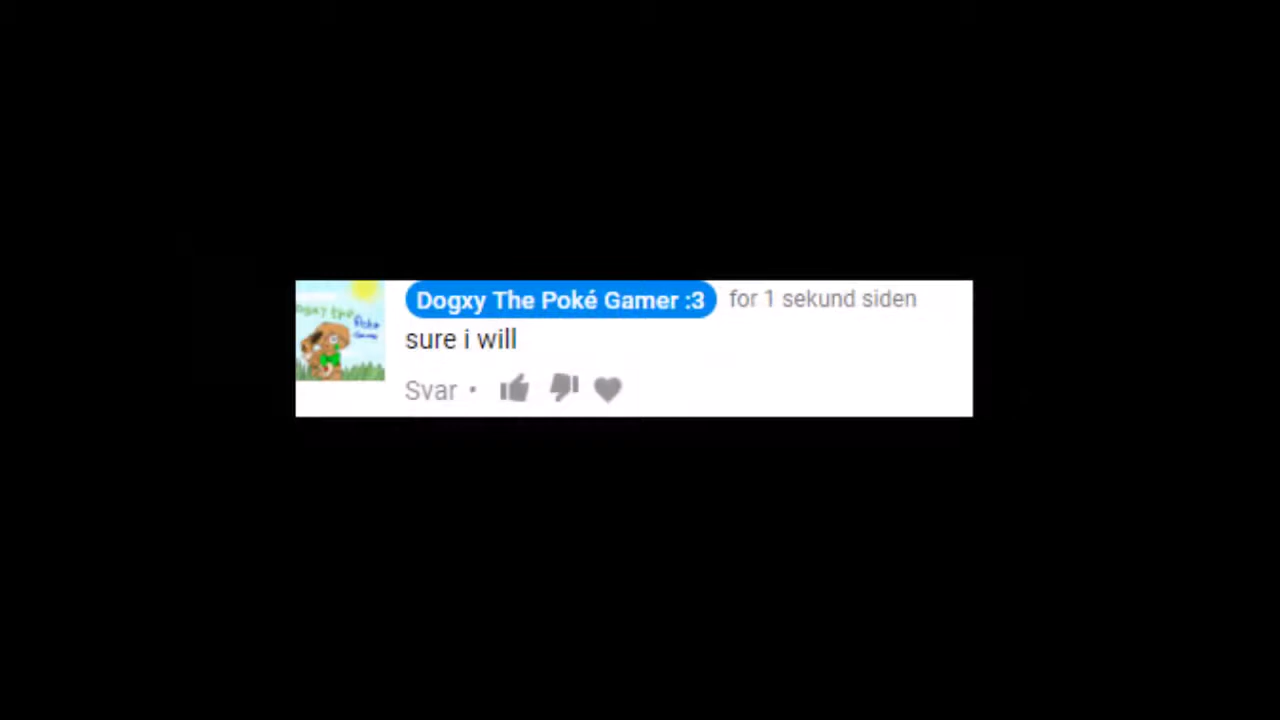 Dogxy The Poké Gamer :3 for 1 sekund siden
sure i will
Svar •